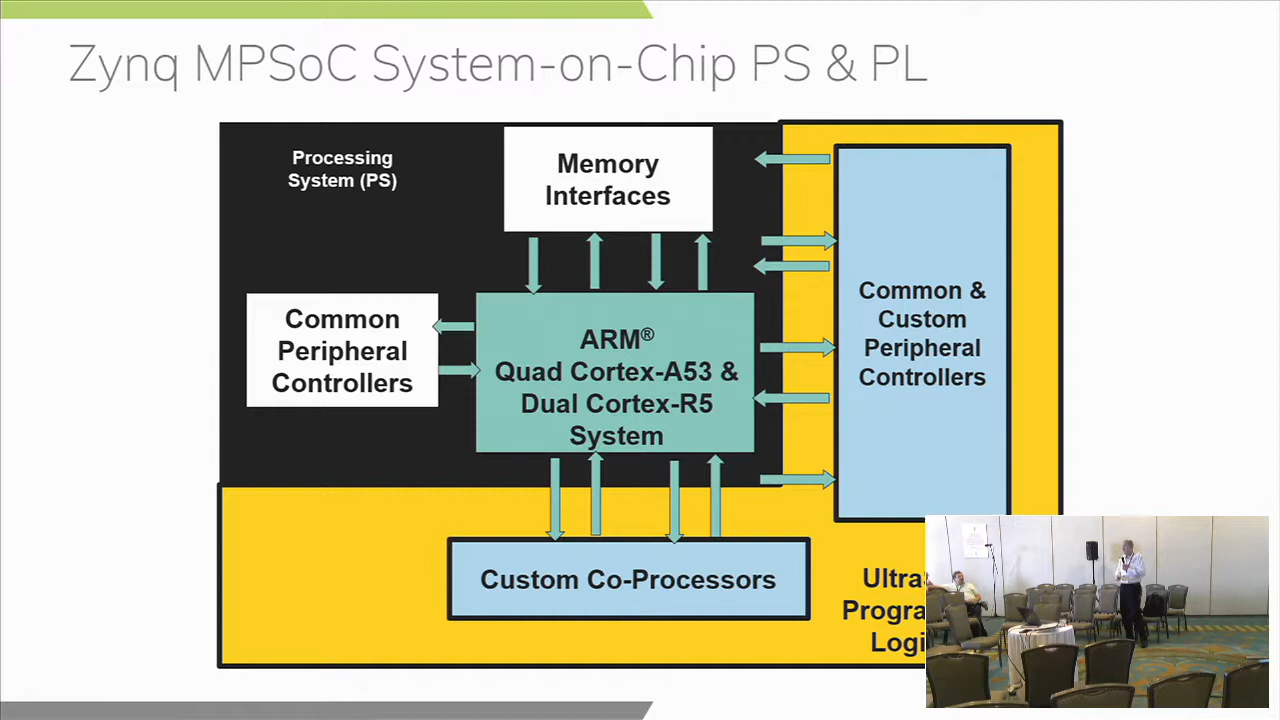 Zynq MPSoC System-on-Chip PS & PL
Processing
System (PS)
Memory
Interfaces
Common
Peripheral
Controllers
ARM®
Quad Cortex-A53 &
Dual Cortex-R5
System
Common &
Custom
Peripheral
Controllers
Custom Co-Processors